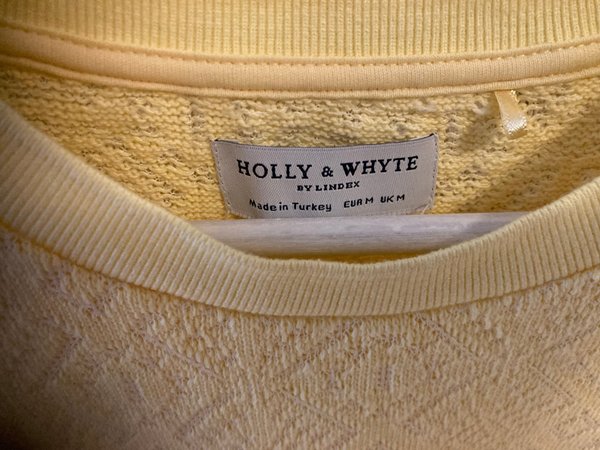 HOLLY & WHYTE
BY LINDEX
Made in Turkey EUR M UK M